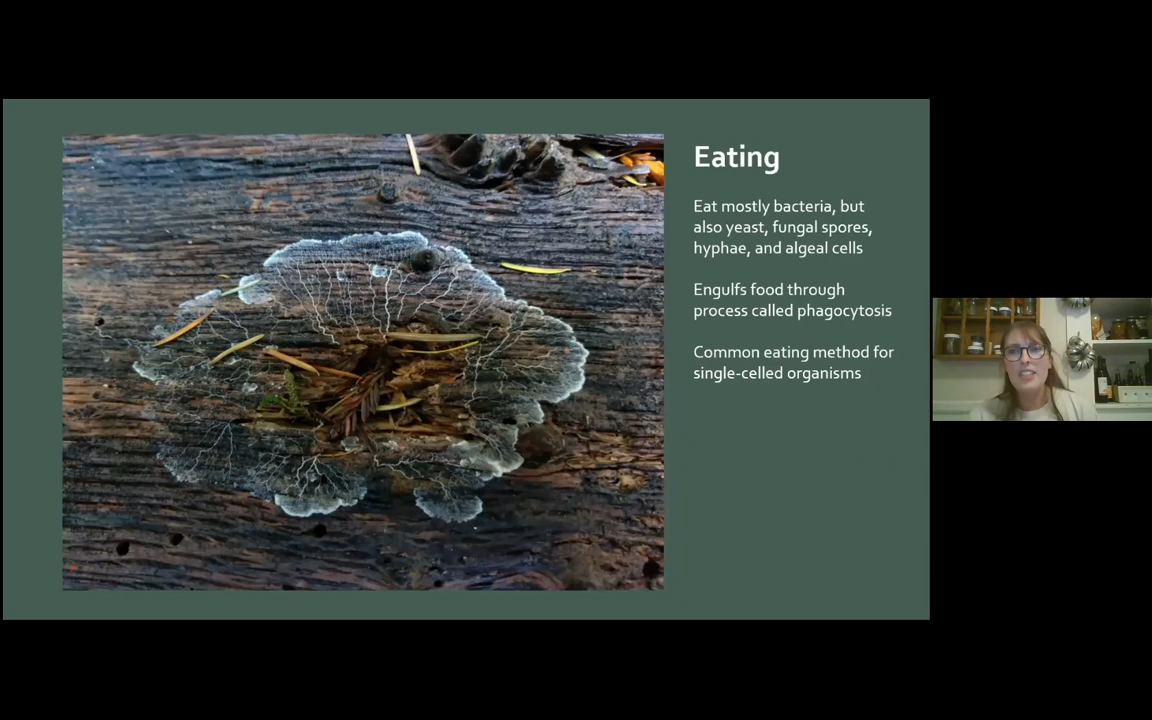 Eating
Eat mostly bacteria, but
also yeast, fungal spores,
hyphae, and algeal cells
Engulfs food through
process called phagocytosis
Common eating method for
single-celled organisms